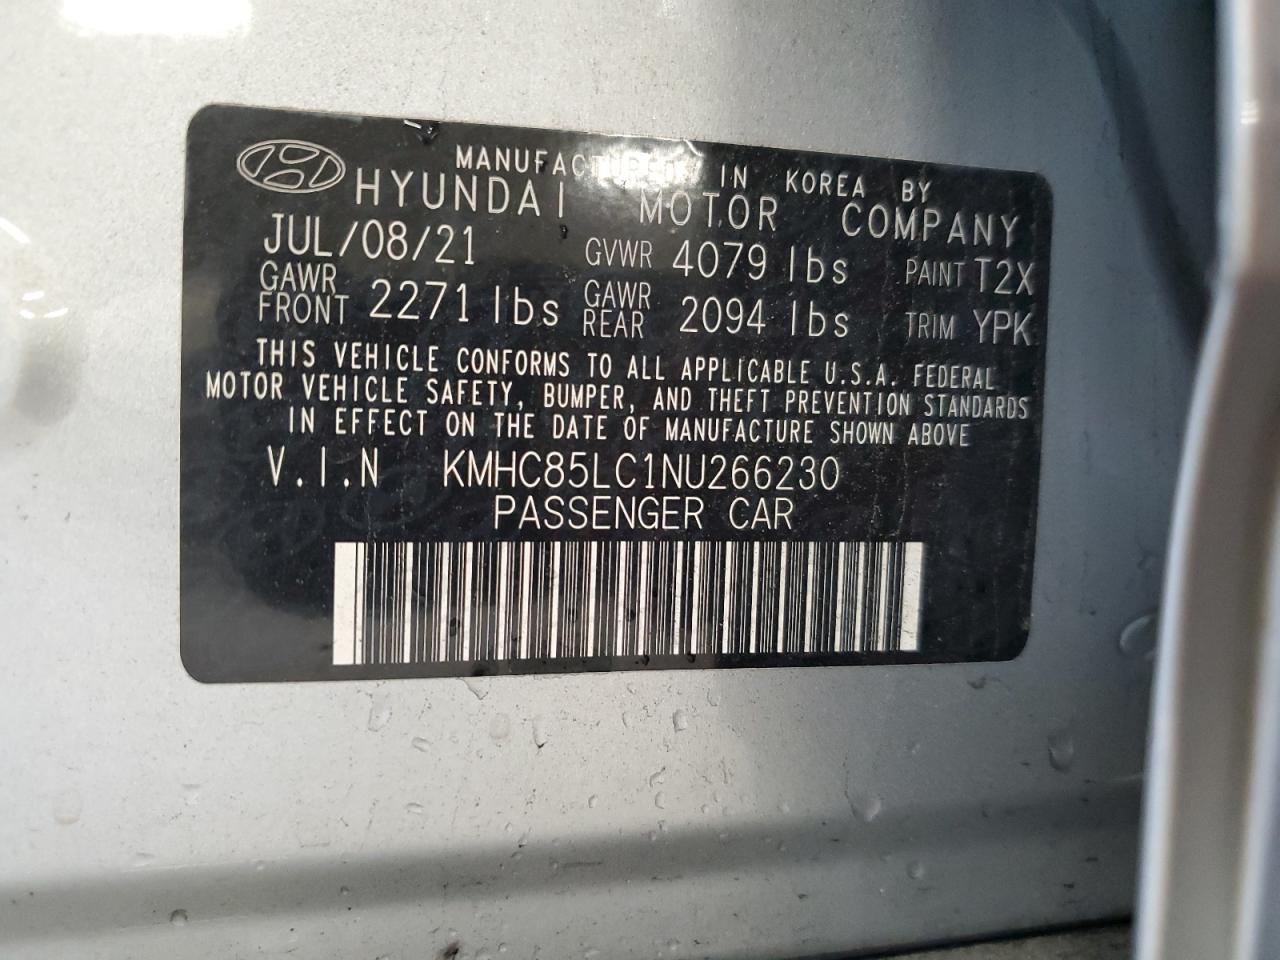 MANUFACTURED IN KOREA BY
HYUNDAI MOTOR COMPANY
JUL/08/21 GVWR 4079 lbs PAINT T2X
GAWR FRONT 2271 lbs GAWR REAR 2094 lbs TRIM YPK
THIS VEHICLE CONFORMS TO ALL APPLICABLE U.S.A. FEDERAL
MOTOR VEHICLE SAFETY, BUMPER, AND THEFT PREVENTION STANDARDS
IN EFFECT ON THE DATE OF MANUFACTURE SHOWN ABOVE
V.I.N KMHC85LC1NU266230
PASSENGER CAR